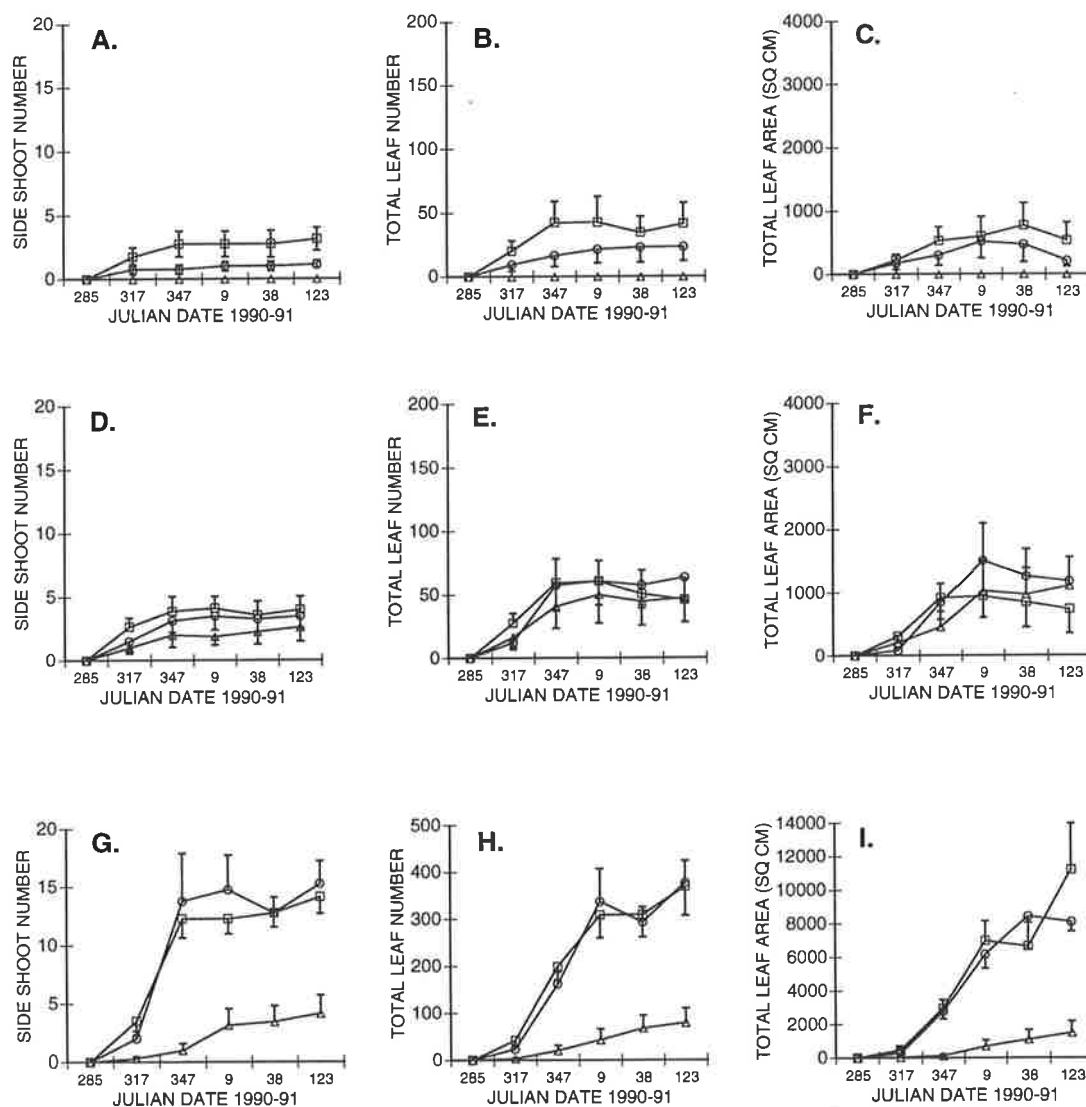 A.
SIDE SHOOT NUMBER
20
15
10
5
0
285 317 347 9 38 123
JULIAN DATE 1990-91
B.
TOTAL LEAF NUMBER
200
150
100
50
0
285 317 347 9 38 123
JULIAN DATE 1990-91
C.
TOTAL LEAF AREA (SQ CM)
4000
3000
2000
1000
0
285 317 347 9 38 123
JULIAN DATE 1990-91
D.
SIDE SHOOT NUMBER
20
15
10
5
0
285 317 347 9 38 123
JULIAN DATE 1990-91
E.
TOTAL LEAF NUMBER
200
150
100
50
0
285 317 347 9 38 123
JULIAN DATE 1990-91
F.
TOTAL LEAF AREA (SQ CM)
4000
3000
2000
1000
0
285 317 347 9 38 123
JULIAN DATE 1990-91
G.
SIDE SHOOT NUMBER
20
15
10
5
0
285 317 347 9 38 123
JULIAN DATE 1990-91
H.
TOTAL LEAF NUMBER
500
400
300
200
100
0
285 317 347 9 38 123
JULIAN DATE 1990-91
I.
TOTAL LEAF AREA (SQ CM)
14000
12000
10000
8000
6000
4000
2000
0
285 317 347 9 38 123
JULIAN DATE 1990-91